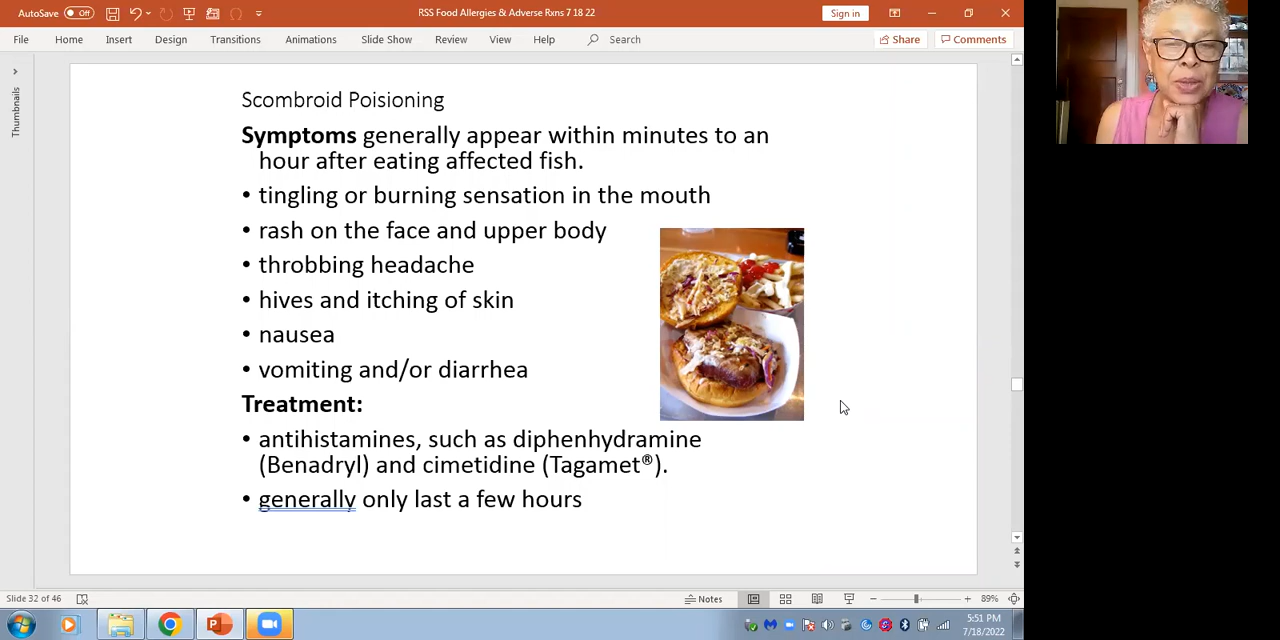 AutoSave Off
RSS Food Allergies & Adverse Rxns 7 18 22
Sign in
File Home Insert Design Transitions Animations Slide Show Review View Help Search
Share Comments
Thumbnails
Scombroid Poisioning
Symptoms generally appear within minutes to an
hour after eating affected fish.
• tingling or burning sensation in the mouth
• rash on the face and upper body
• throbbing headache
• hives and itching of skin
• nausea
• vomiting and/or diarrhea
Treatment:
• antihistamines, such as diphenhydramine
(Benadryl) and cimetidine (Tagamet®).
• generally only last a few hours
Slide 32 of 46
Notes
89%
5:51 PM
7/18/2022